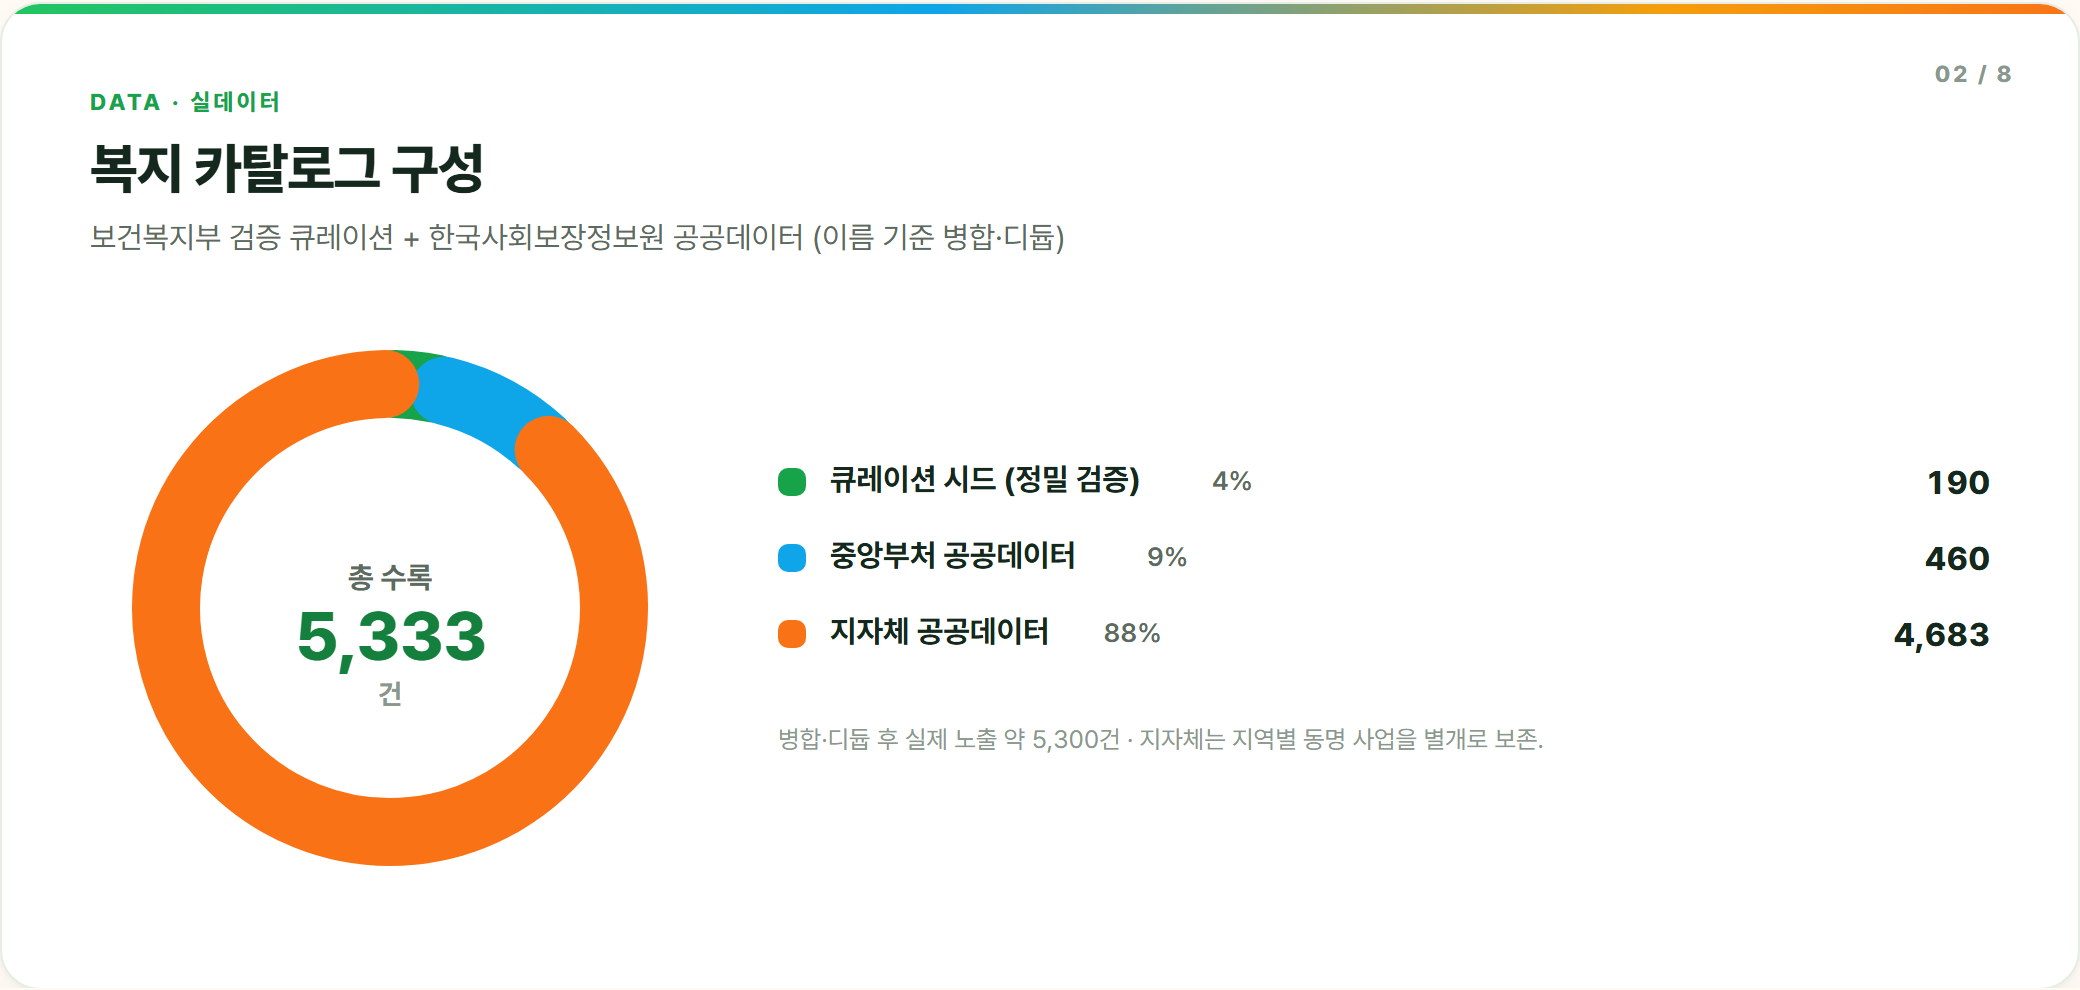 02 / 8
DATA · 실데이터
복지 카탈로그 구성
보건복지부 검증 큐레이션 + 한국사회보장정보원 공공데이터 (이름 기준 병합·디듑)
총 수록
5,333
건
큐레이션 시드 (정밀 검증) 4% 190
중앙부처 공공데이터 9% 460
지자체 공공데이터 88% 4,683
병합·디듑 후 실제 노출 약 5,300건 · 지자체는 지역별 동명 사업을 별개로 보존.